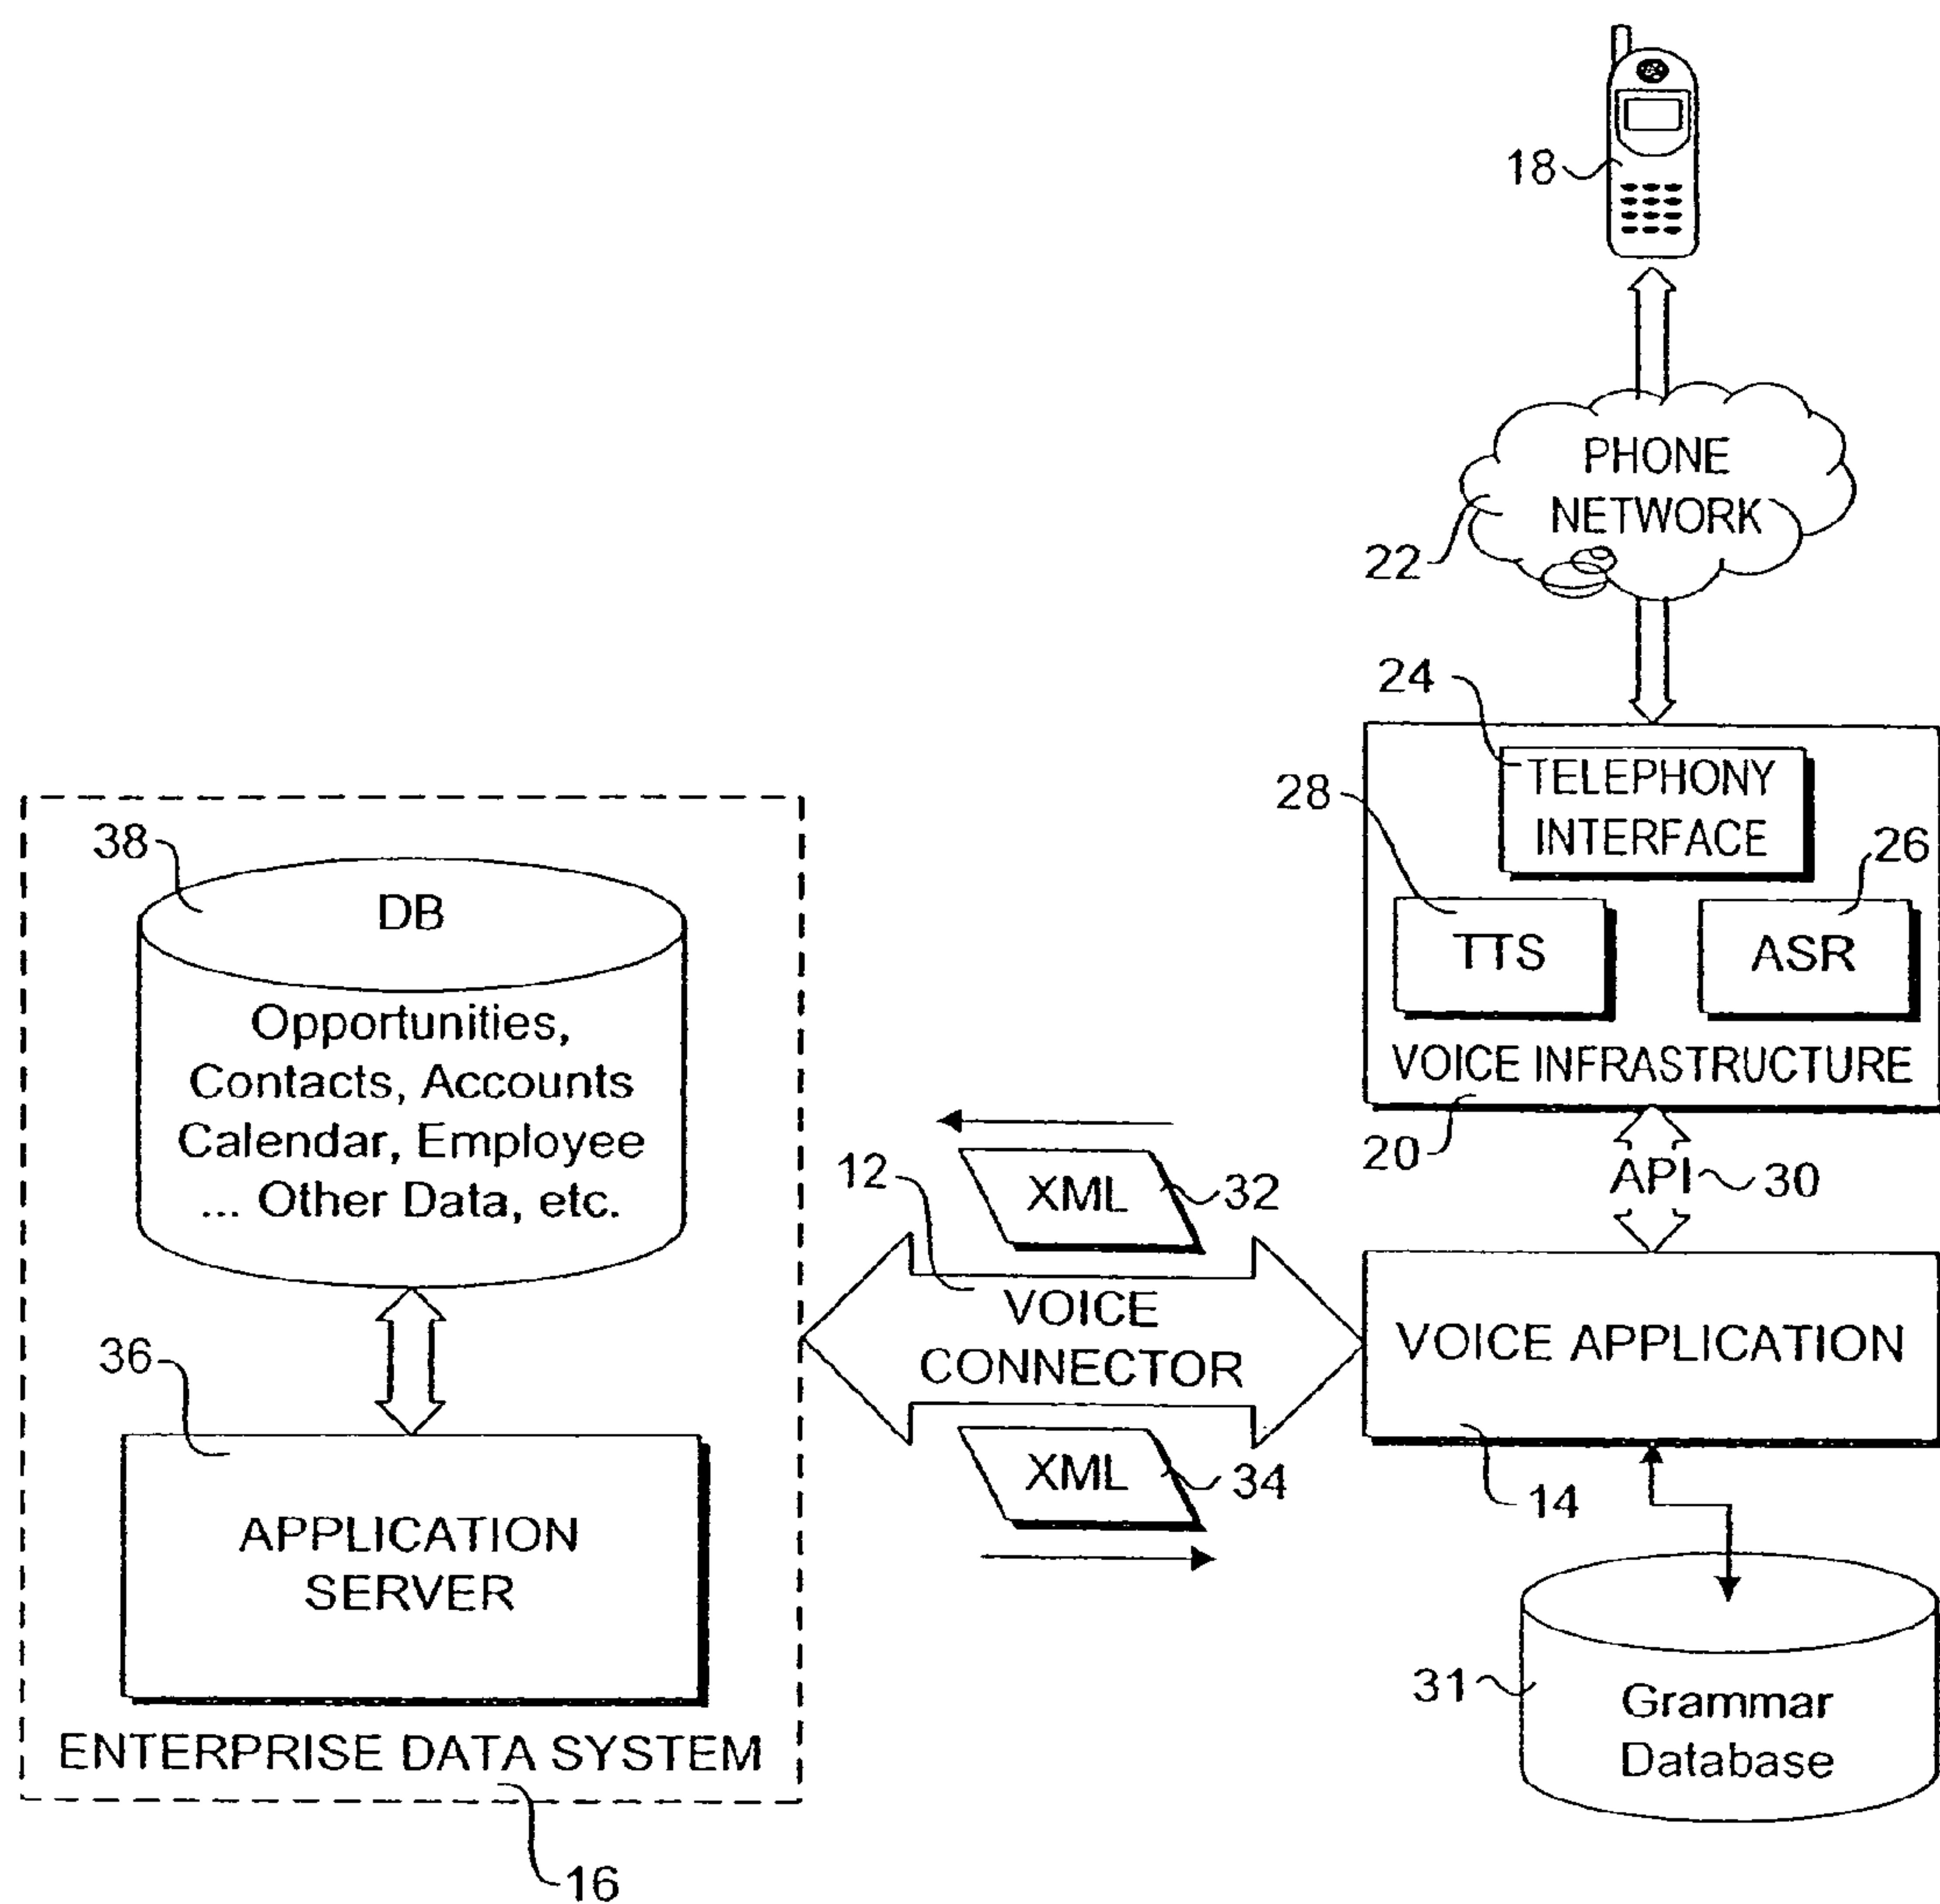 18
PHONE
NETWORK
22
24
TELEPHONY
INTERFACE
28
26
TTS
ASR
VOICE INFRASTRUCTURE
20
API
30
38
DB
Opportunities,
Contacts, Accounts
Calendar, Employee
... Other Data, etc.
12
XML
32
VOICE
CONNECTOR
XML
34
VOICE APPLICATION
14
36
APPLICATION
SERVER
ENTERPRISE DATA SYSTEM
16
31
Grammar
Database